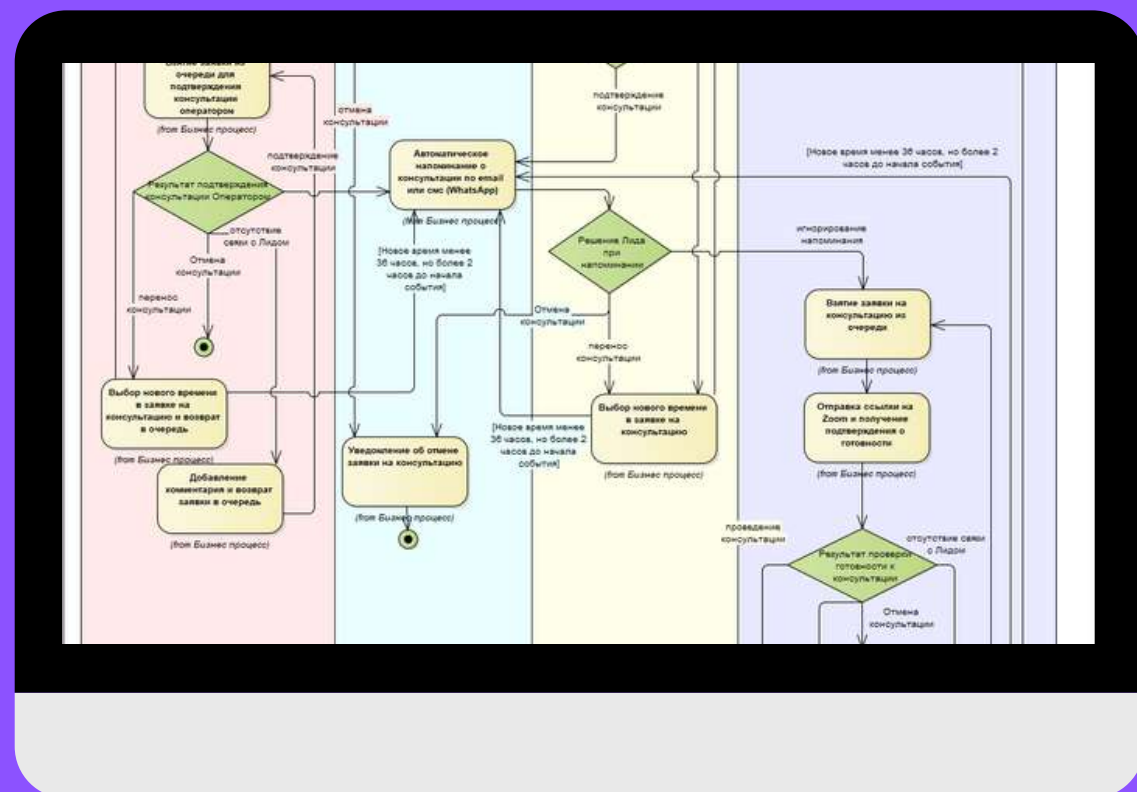 очереди для
подтверждения
консультации
оператором
(from Бизнес процесс)
Результат подтверждения
консультации Оператором
подтверждение
консультации
отсутствие
связи с Лидом
Отмена
консультации
перенос
консультации
Выбор нового времени
в заявке на
консультацию и возврат
в очередь
(from Бизнес процесс)
Добавление
комментария и возврат
заявки в очередь
(from Бизнес процесс)
отмена
консультации
Автоматическое
напоминание о
консультации по email
или смс (WhatsApp)
(from Бизнес процесс)
[Новое время менее
36 часов, но более 2
часов до начала
события]
Уведомление об отмене
заявки на консультацию
(from Бизнес процесс)
подтверждение
консультации
Решение Лида
при
напоминании
Отмена
консультации
перенос
консультации
[Новое время менее
36 часов, но более 2
часов до начала
события]
Выбор нового времени
в заявке на
консультацию
(from Бизнес процесс)
[Новое время менее 36 часов, но более 2
часов до начала события]
игнорирование
напоминания
Взятие заявки на
консультацию из
очереди
(from Бизнес процесс)
Отправка ссылки на
Zoom и получение
подтверждения о
готовности
(from Бизнес процесс)
проведение
консультации
Результат проверки
готовности к
консультации
отсутствие связи
с Лидом
Отмена
консультации